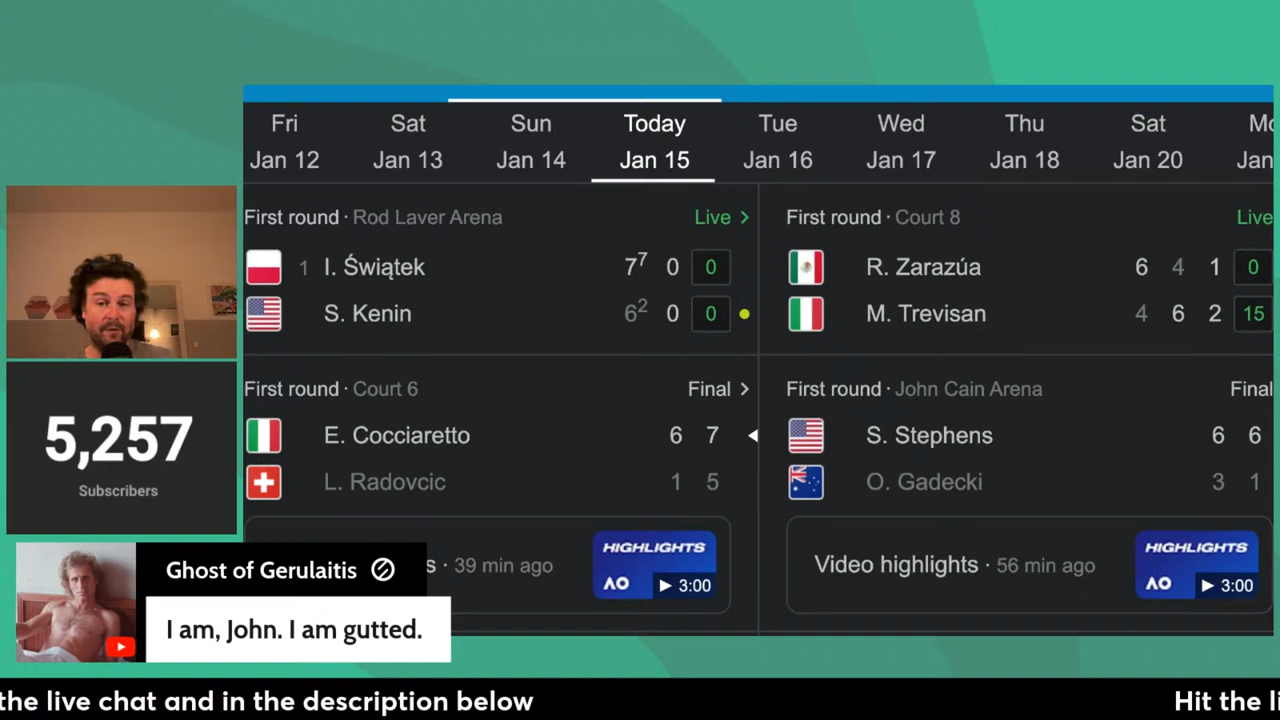 Fri Sat Sun Today Tue Wed Thu Sat Mo
Jan 12 Jan 13 Jan 14 Jan 15 Jan 16 Jan 17 Jan 18 Jan 20 Jan
First round · Rod Laver Arena Live >
1 I. Świątek 7⁷ 0 0
S. Kenin 6² 0 0
First round · Court 8 Live
R. Zarazúa 6 4 1 0
M. Trevisan 4 6 2 15
First round · Court 6 Final >
E. Cocciaretto 6 7
L. Radovcic 1 5
s · 39 min ago
HIGHLIGHTS
AO 3:00
First round · John Cain Arena Final
S. Stephens 6 6
O. Gadecki 3 1
Video highlights · 56 min ago
HIGHLIGHTS
AO 3:00
5,257
Subscribers
Ghost of Gerulaitis
I am, John. I am gutted.
the live chat and in the description below Hit the li